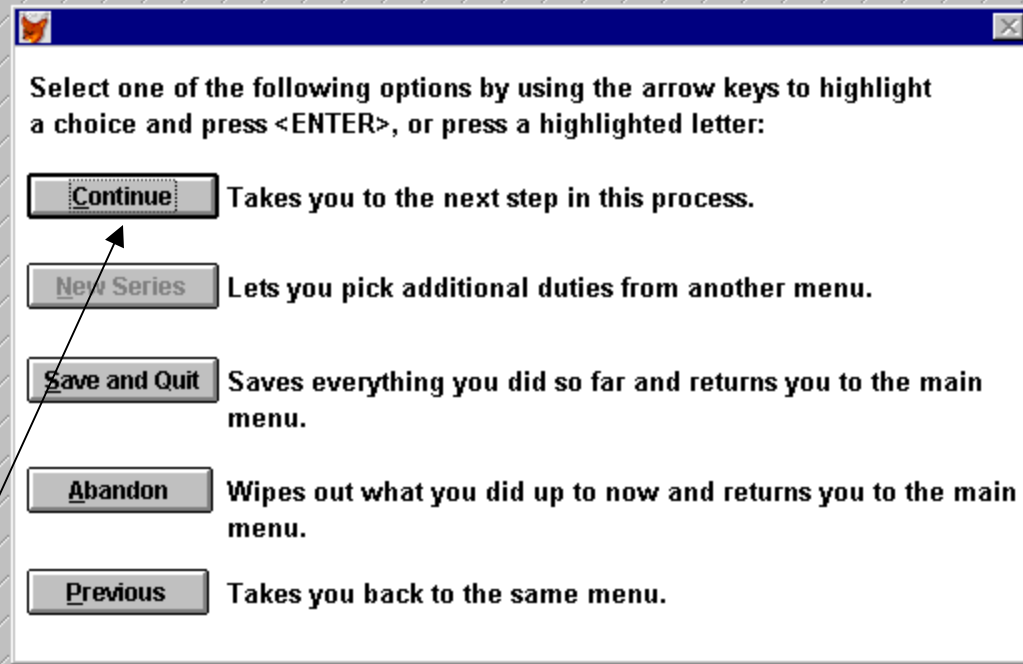 Select one of the following options by using the arrow keys to highlight
a choice and press <ENTER>, or press a highlighted letter:
Continue Takes you to the next step in this process.
New Series Lets you pick additional duties from another menu.
Save and Quit Saves everything you did so far and returns you to the main
menu.
Abandon Wipes out what you did up to now and returns you to the main
menu.
Previous Takes you back to the same menu.